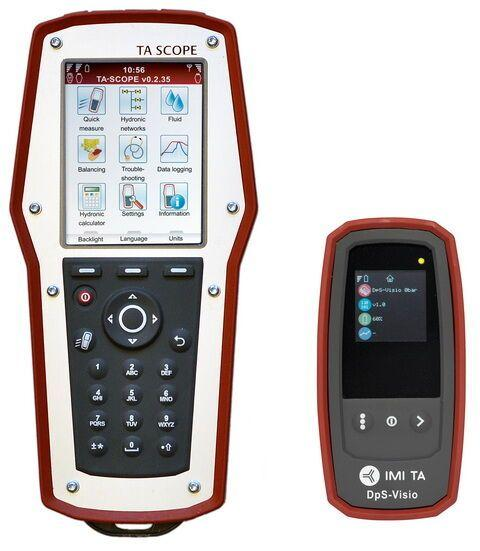 TA SCOPE
10:56
TA-SCOPE v0.2.35
Quick measure
Hydronic networks
Fluid
Balancing
Trouble-shooting
Data logging
Hydronic calculator
Settings
Information
Backlight
Language
Units
1
2 ABC
3 DEF
4 GHI
5 JKL
6 MNO
7 PQRS
8 TUV
9 WXYZ
±*
0
DpS-Visio 0bar
v1.0
60%
-
IMI TA
DpS-Visio